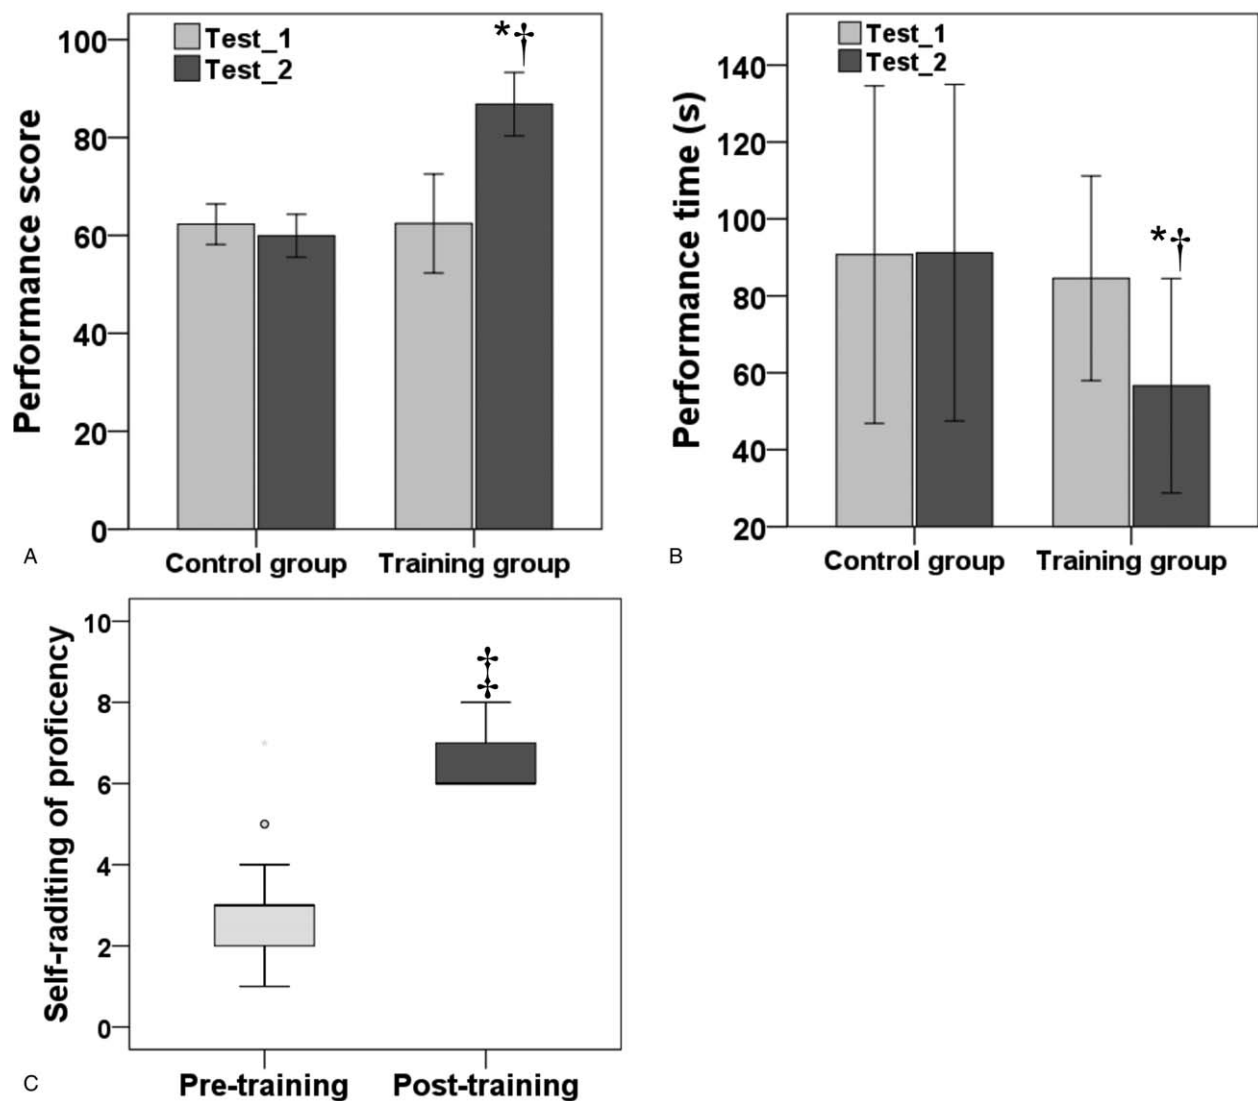 Performance score
100
80
60
40
20
0
Test_1
Test_2
*†
Control group
Training group
A
Performance time (s)
140
120
100
80
60
40
20
Test_1
Test_2
*†
Control group
Training group
B
Self-raditing of proficency
10
8
6
4
2
0
‡
Pre-training
Post-training
C